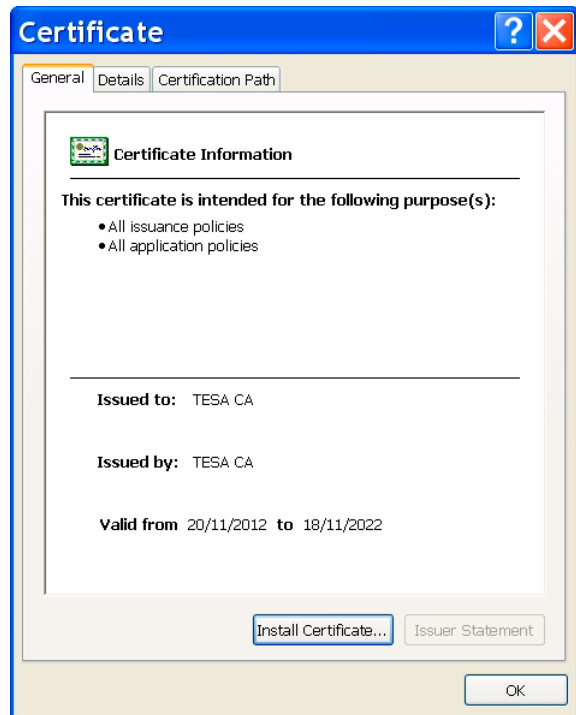 Certificate
General Details Certification Path
Certificate Information
This certificate is intended for the following purpose(s):
•All issuance policies
•All application policies
Issued to: TESA CA
Issued by: TESA CA
Valid from 20/11/2012 to 18/11/2022
Install Certificate... Issuer Statement
OK